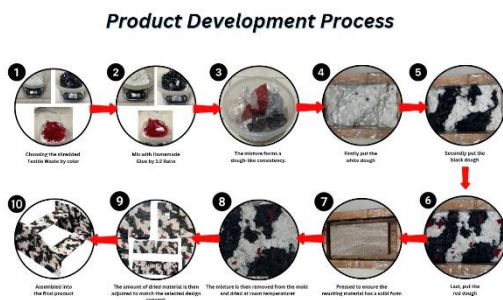 Product Development Process
1
2
3
4
5
Choosing the shredded
Textile Waste by color
Mix with Homemade
Glue by 1:2 Ratio
The mixture forms a
dough-like consistency.
Firstly put the
white dough
Secondly put the
black dough
10
9
8
7
6
Assembled into
the final product
The amount of dried material is then
adjusted to match the selected design
concept
The mixture is then removed from the
mold and dried at room temperature
Pressed to ensure the
resulting material has a solid form
Last, put the
red dough